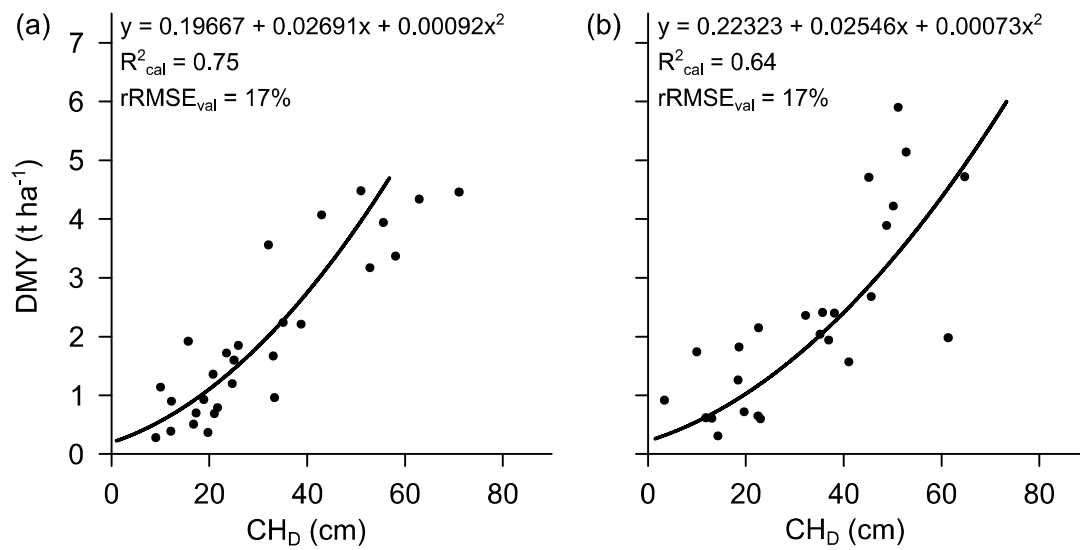 (a)
y = 0.19667 + 0.02691x + 0.00092x²
R²cal = 0.75
rRMSEval = 17%
7
6
5
4
3
2
1
0
DMY (t ha⁻¹)
0 20 40 60 80
CHD (cm)
(b)
y = 0.22323 + 0.02546x + 0.00073x²
R²cal = 0.64
rRMSEval = 17%
0 20 40 60 80
CHD (cm)